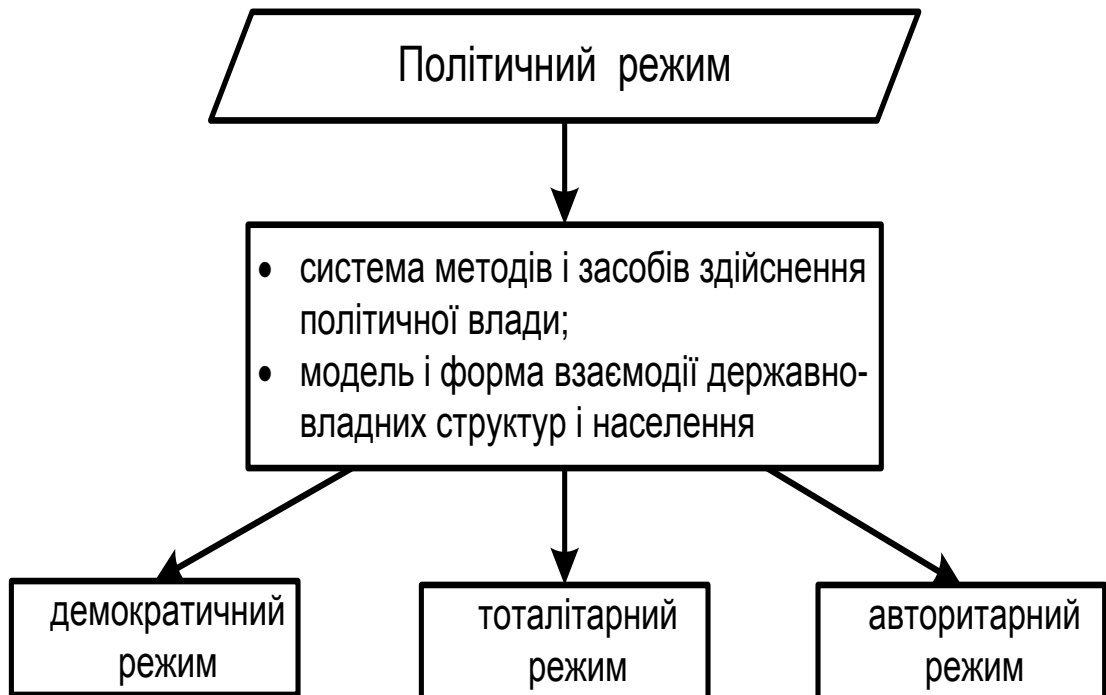 Політичний режим
• система методів і засобів здійснення
політичної влади;
• модель і форма взаємодії державно-
владних структур і населення
демократичний
режим
тоталітарний
режим
авторитарний
режим